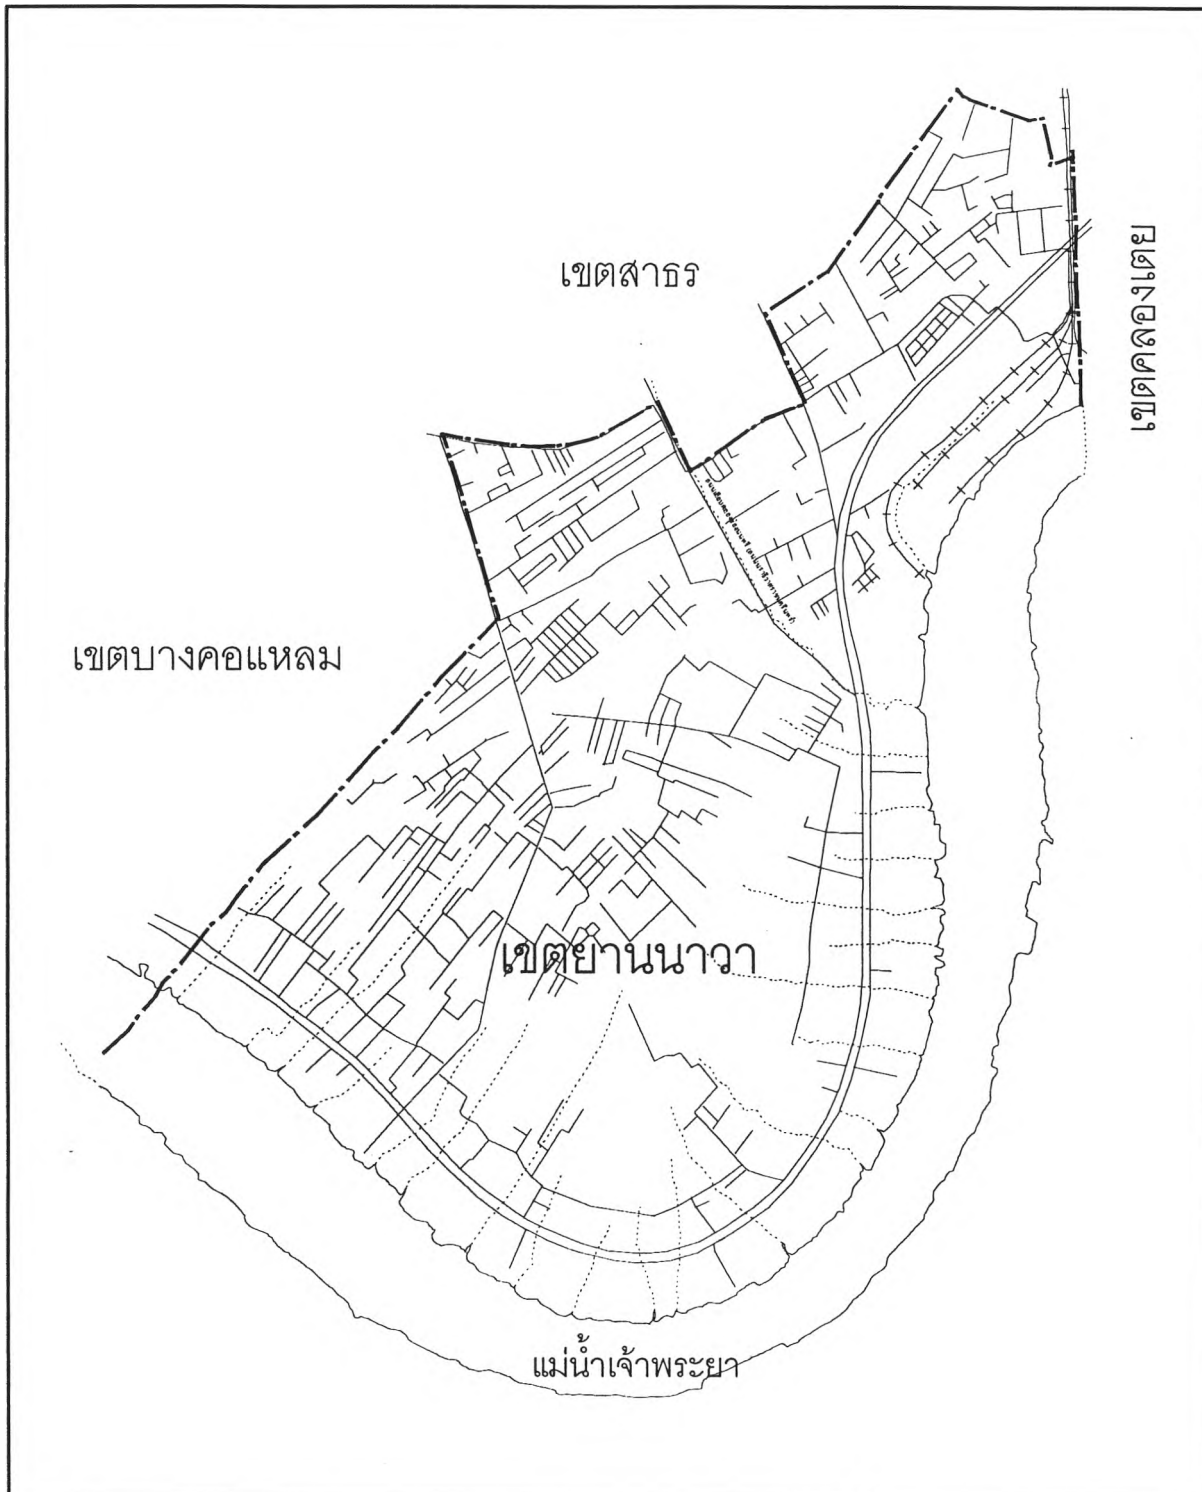 เขตสาธร
เขตคลองเตย
เขตบางคอแหลม
เขตยานนาวา
แม่น้ำเจ้าพระยา